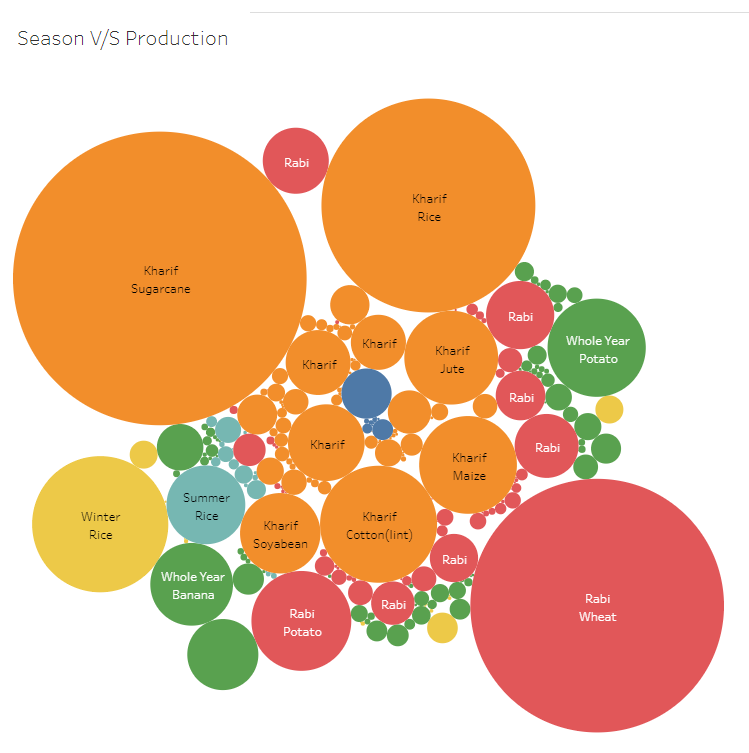 Season V/S Production
Rabi
Kharif
Rice
Kharif
Sugarcane
Rabi
Kharif
Whole Year
Potato
Kharif
Jute
Kharif
Rabi
Kharif
Rabi
Kharif
Maize
Summer
Rice
Winter
Rice
Kharif
Cotton(lint)
Kharif
Soyabean
Rabi
Whole Year
Banana
Rabi
Rabi
Wheat
Rabi
Potato